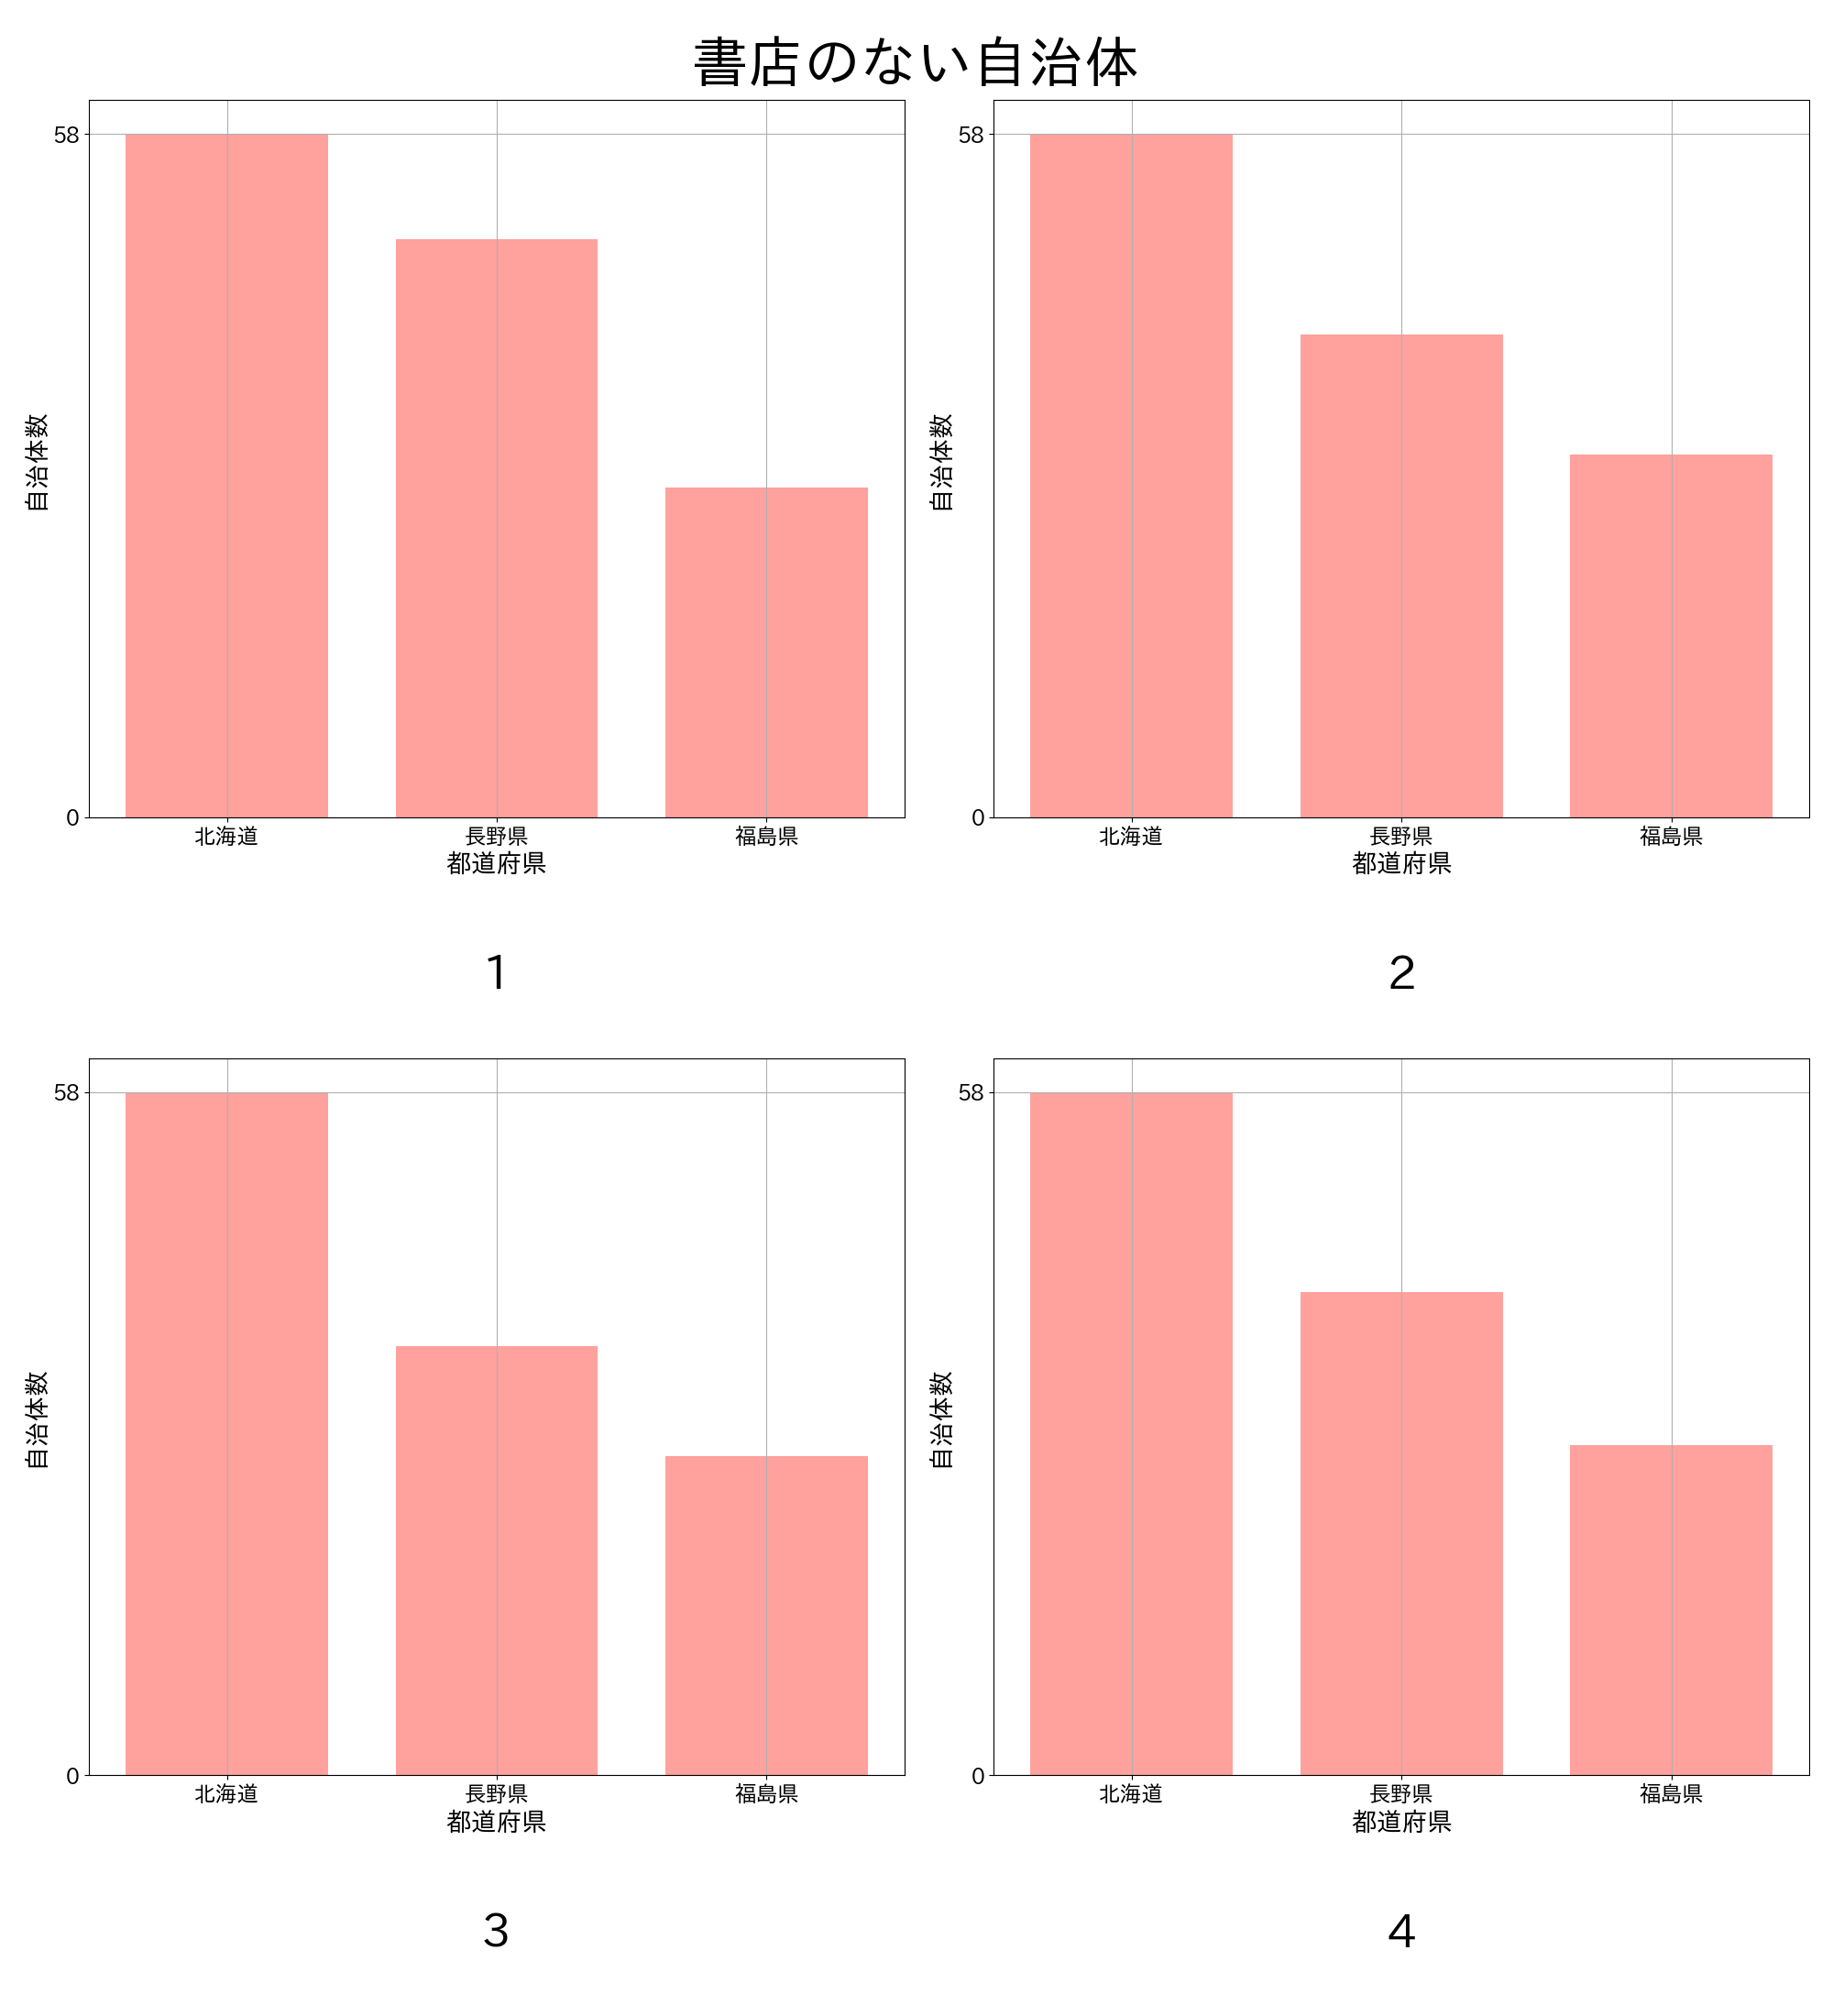 書店のない自治体
58
0
自治体数
北海道 長野県 福島県
都道府県
1
58
0
自治体数
北海道 長野県 福島県
都道府県
2
58
0
自治体数
北海道 長野県 福島県
都道府県
3
58
0
自治体数
北海道 長野県 福島県
都道府県
4